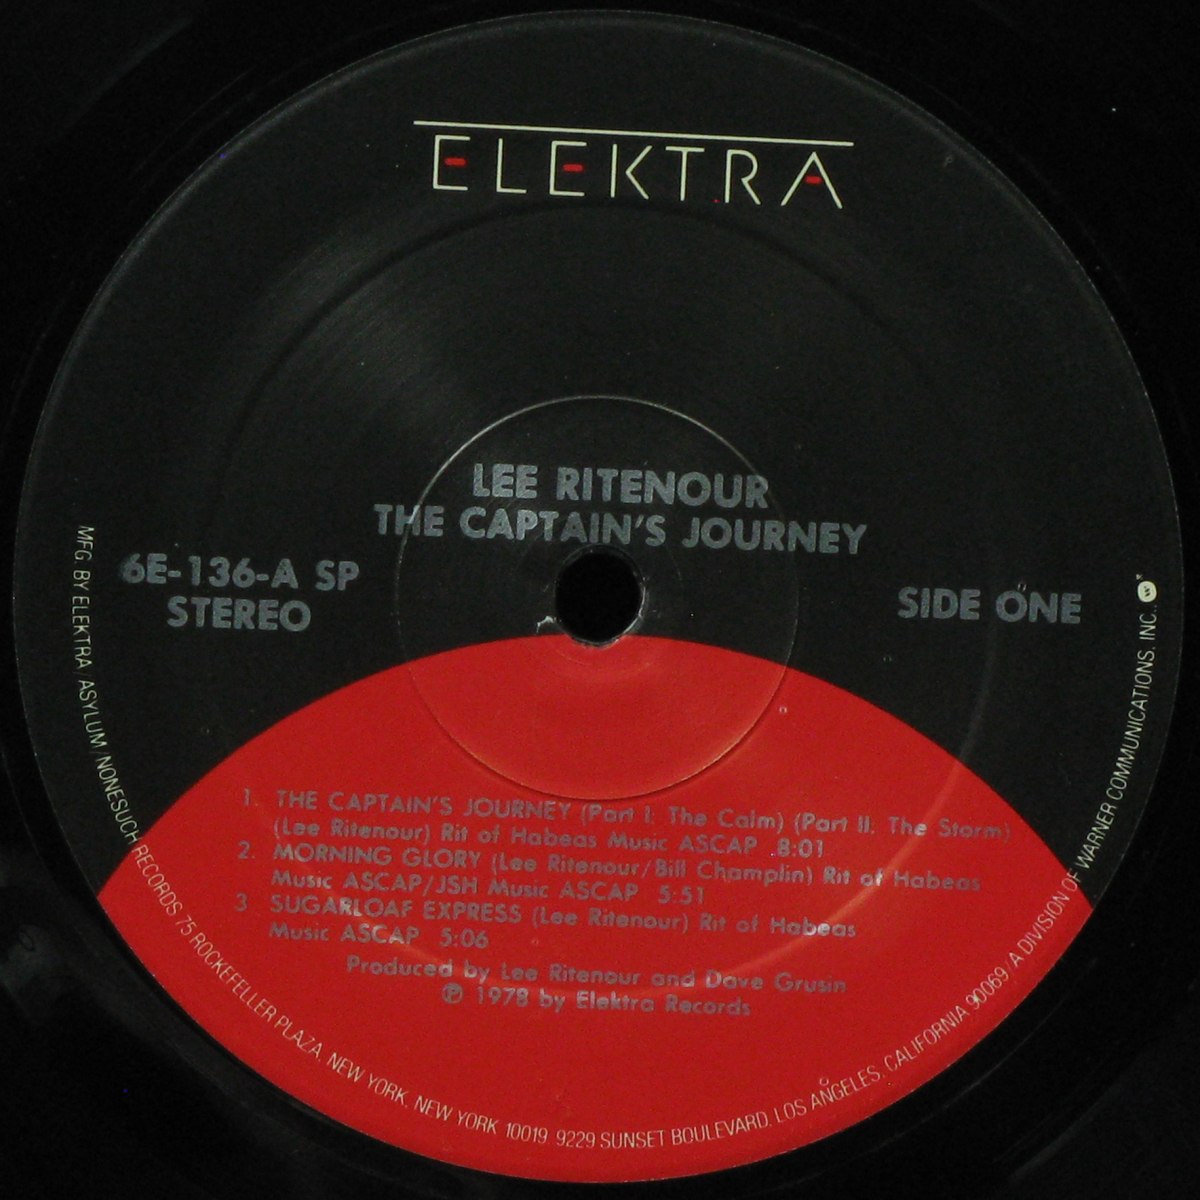 ELEKTRA
LEE RITENOUR
THE CAPTAIN'S JOURNEY
6E-136-A SP
STEREO
SIDE ONE
1. THE CAPTAIN'S JOURNEY (Part I: The Calm) (Part II. The Storm)
(Lee Ritenour) Rit of Habeas Music ASCAP 8:01
2. MORNING GLORY (Lee Ritenour/Bill Champlin) Rit of Habeas
Music ASCAP/JSH Music ASCAP 5:51
3 SUGARLOAF EXPRESS (Lee Ritenour) Rit of Habeas
Music ASCAP 5:06
Produced by Lee Ritenour and Dave Grusin
℗ 1978 by Elektra Records
MFG. BY ELEKTRA ASYLUM/NONESUCH RECORDS 75 ROCKEFELLER PLAZA, NEW YORK, NEW YORK 10019 9229 SUNSET BOULEVARD, LOS ANGELES, CALIFORNIA 90069/A DIVISION OF WARNER COMMUNICATIONS, INC.